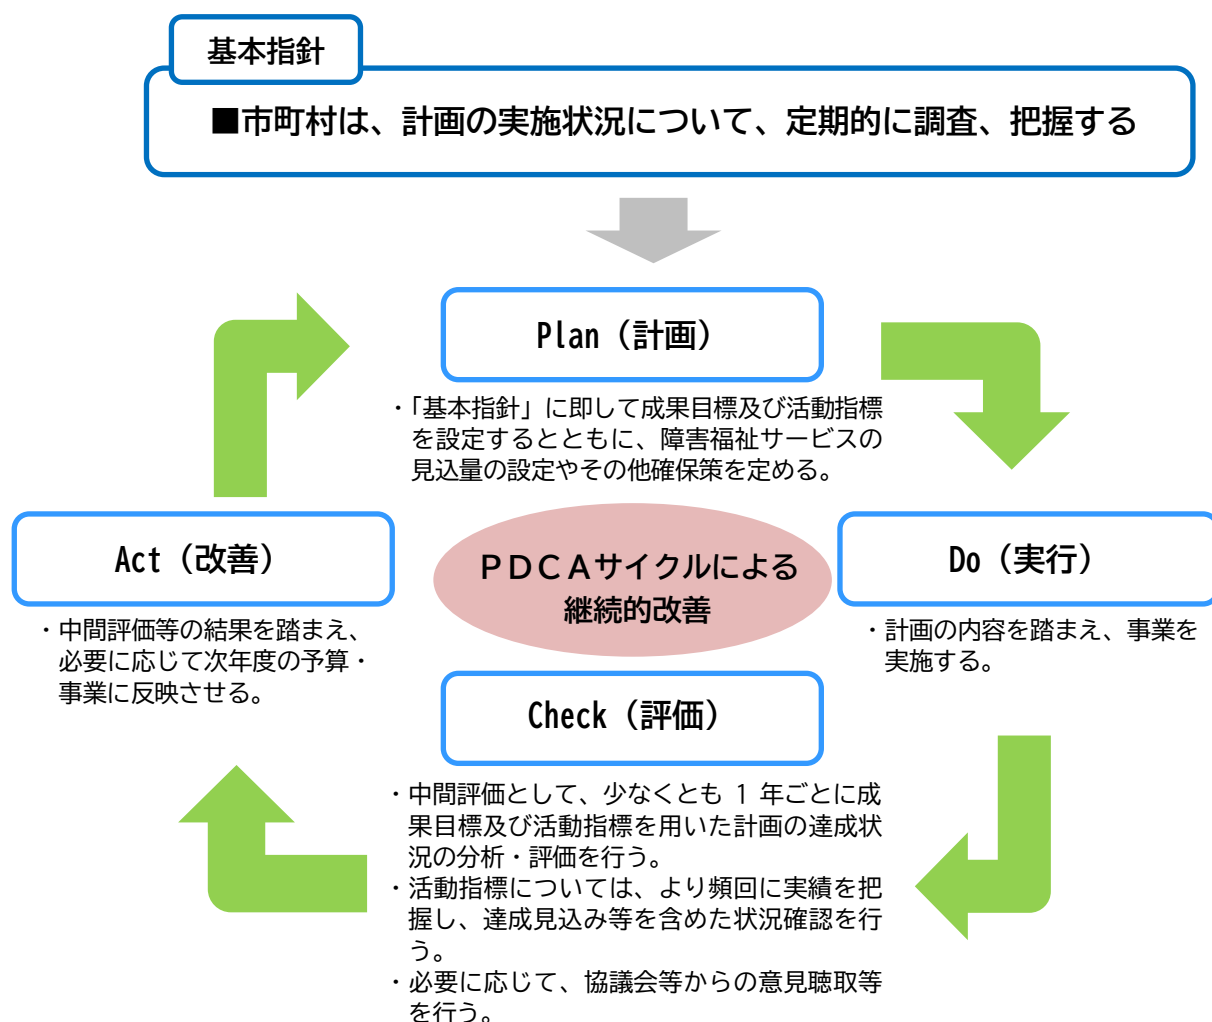 基本指針
■市町村は、計画の実施状況について、定期的に調査、把握する
Plan（計画）
・「基本指針」に即して成果目標及び活動指標
を設定するとともに、障害福祉サービスの
見込量の設定やその他確保策を定める。
Act（改善）
PDCAサイクルによる
継続的改善
Do（実行）
・中間評価等の結果を踏まえ、
必要に応じて次年度の予算・
事業に反映させる。
・計画の内容を踏まえ、事業を
実施する。
Check（評価）
・中間評価として、少なくとも 1 年ごとに成
果目標及び活動指標を用いた計画の達成状
況の分析・評価を行う。
・活動指標については、より頻回に実績を把
握し、達成見込み等を含めた状況確認を行
う。
・必要に応じて、協議会等からの意見聴取等
を行う。